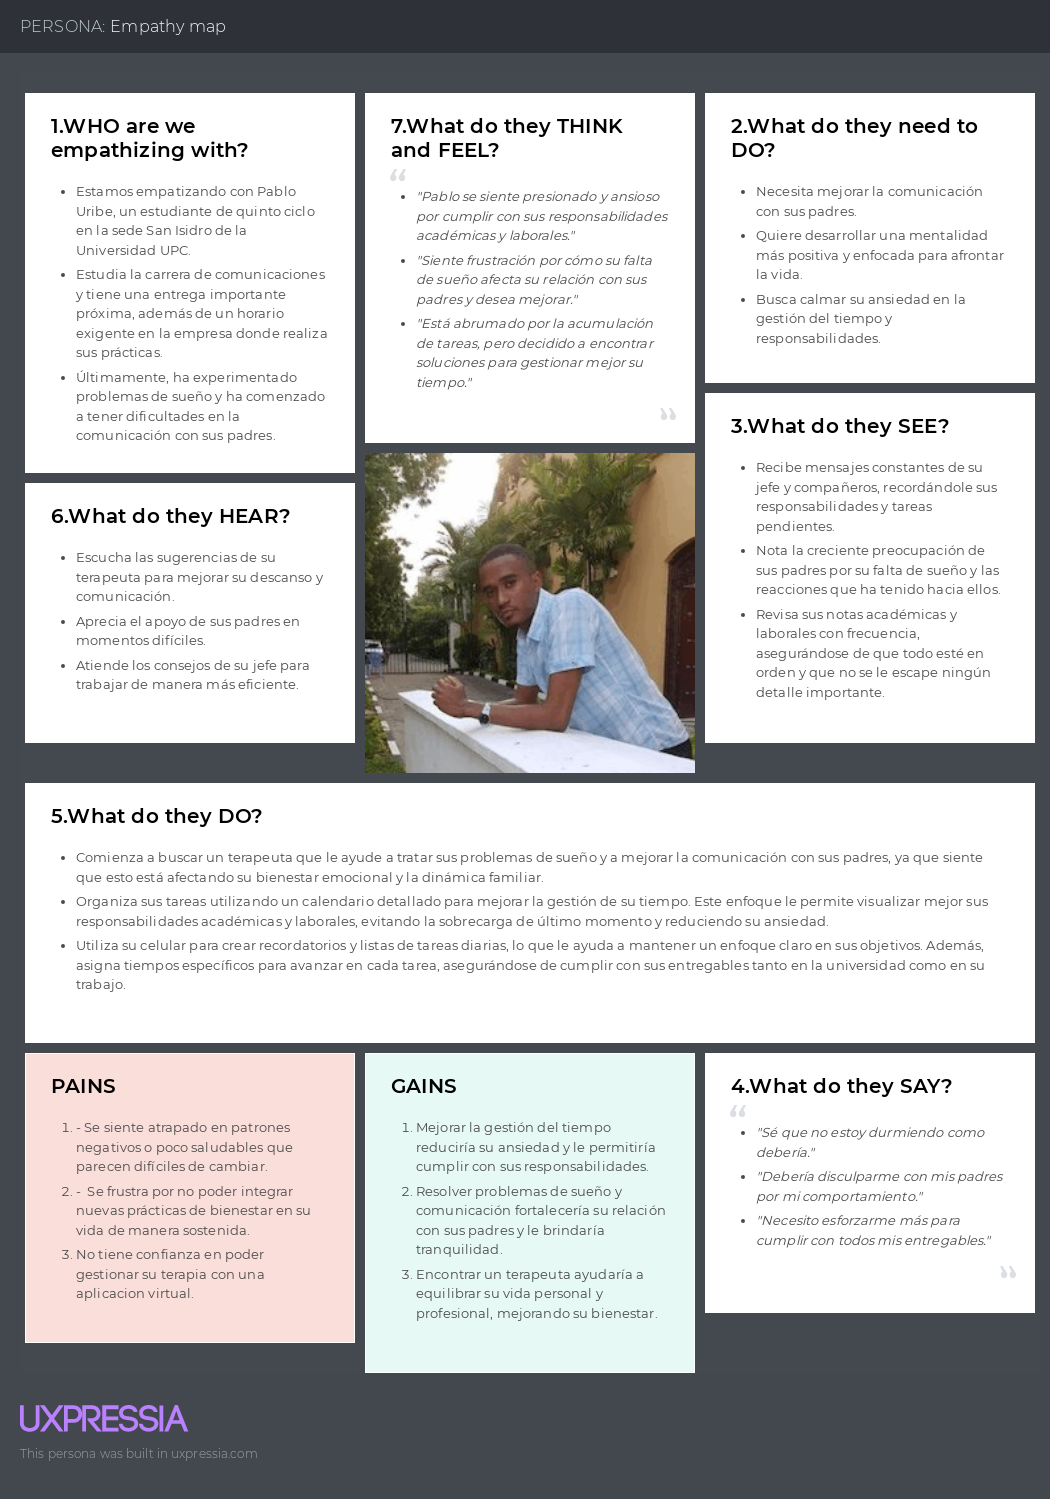 PERSONA: Empathy map
1.WHO are we
empathizing with?
• Estamos empatizando con Pablo
Uribe, un estudiante de quinto ciclo
en la sede San Isidro de la
Universidad UPC.
• Estudia la carrera de comunicaciones
y tiene una entrega importante
próxima, además de un horario
exigente en la empresa donde realiza
sus prácticas.
• Últimamente, ha experimentado
problemas de sueño y ha comenzado
a tener dificultades en la
comunicación con sus padres.
7.What do they THINK
and FEEL?
“
• "Pablo se siente presionado y ansioso
por cumplir con sus responsabilidades
académicas y laborales."
• "Siente frustración por cómo su falta
de sueño afecta su relación con sus
padres y desea mejorar."
• "Está abrumado por la acumulación
de tareas, pero decidido a encontrar
soluciones para gestionar mejor su
tiempo."
”
2.What do they need to
DO?
• Necesita mejorar la comunicación
con sus padres.
• Quiere desarrollar una mentalidad
más positiva y enfocada para afrontar
la vida.
• Busca calmar su ansiedad en la
gestión del tiempo y
responsabilidades.
3.What do they SEE?
• Recibe mensajes constantes de su
jefe y compañeros, recordándole sus
responsabilidades y tareas
pendientes.
• Nota la creciente preocupación de
sus padres por su falta de sueño y las
reacciones que ha tenido hacia ellos.
• Revisa sus notas académicas y
laborales con frecuencia,
asegurándose de que todo esté en
orden y que no se le escape ningún
detalle importante.
6.What do they HEAR?
• Escucha las sugerencias de su
terapeuta para mejorar su descanso y
comunicación.
• Aprecia el apoyo de sus padres en
momentos difíciles.
• Atiende los consejos de su jefe para
trabajar de manera más eficiente.
5.What do they DO?
• Comienza a buscar un terapeuta que le ayude a tratar sus problemas de sueño y a mejorar la comunicación con sus padres, ya que siente
que esto está afectando su bienestar emocional y la dinámica familiar.
• Organiza sus tareas utilizando un calendario detallado para mejorar la gestión de su tiempo. Este enfoque le permite visualizar mejor sus
responsabilidades académicas y laborales, evitando la sobrecarga de último momento y reduciendo su ansiedad.
• Utiliza su celular para crear recordatorios y listas de tareas diarias, lo que le ayuda a mantener un enfoque claro en sus objetivos. Además,
asigna tiempos específicos para avanzar en cada tarea, asegurándose de cumplir con sus entregables tanto en la universidad como en su
trabajo.
PAINS
1. - Se siente atrapado en patrones
negativos o poco saludables que
parecen difíciles de cambiar.
2. -  Se frustra por no poder integrar
nuevas prácticas de bienestar en su
vida de manera sostenida.
3. No tiene confianza en poder
gestionar su terapia con una
aplicacion virtual.
GAINS
1. Mejorar la gestión del tiempo
reduciría su ansiedad y le permitiría
cumplir con sus responsabilidades.
2. Resolver problemas de sueño y
comunicación fortalecería su relación
con sus padres y le brindaría
tranquilidad.
3. Encontrar un terapeuta ayudaría a
equilibrar su vida personal y
profesional, mejorando su bienestar.
4.What do they SAY?
“
• "Sé que no estoy durmiendo como
debería."
• "Debería disculparme con mis padres
por mi comportamiento."
• "Necesito esforzarme más para
cumplir con todos mis entregables."
”
UXPRESSIA
This persona was built in uxpressia.com